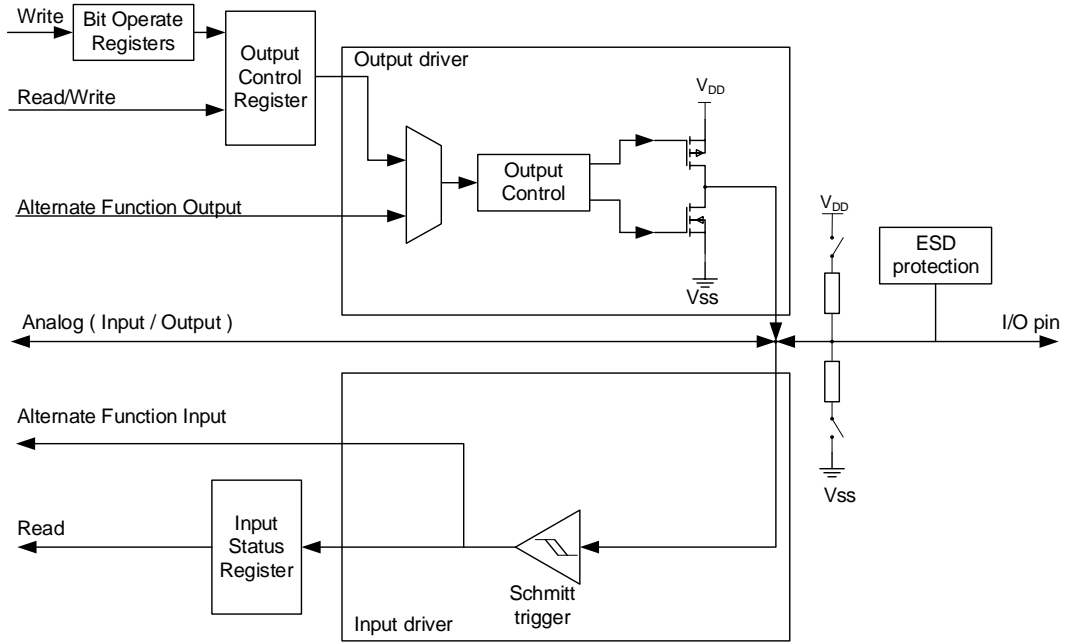 Write
Bit Operate
Registers
Output
Control
Register
Read/Write
Output driver
VDD
Output
Control
Alternate Function Output
Vss
VDD
ESD
protection
Analog ( Input / Output )
I/O pin
Alternate Function Input
Vss
Read
Input
Status
Register
Schmitt
trigger
Input driver